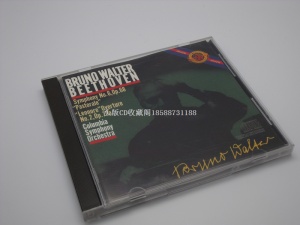 BRUNO WALTER
BEETHOVEN
Symphony No. 6, Op. 68
"Pastorale"
"Leonore" Overture
No. 2, Op. 72
Columbia
Symphony
Orchestra
版CD收藏阁18588731188
Bruno Walter